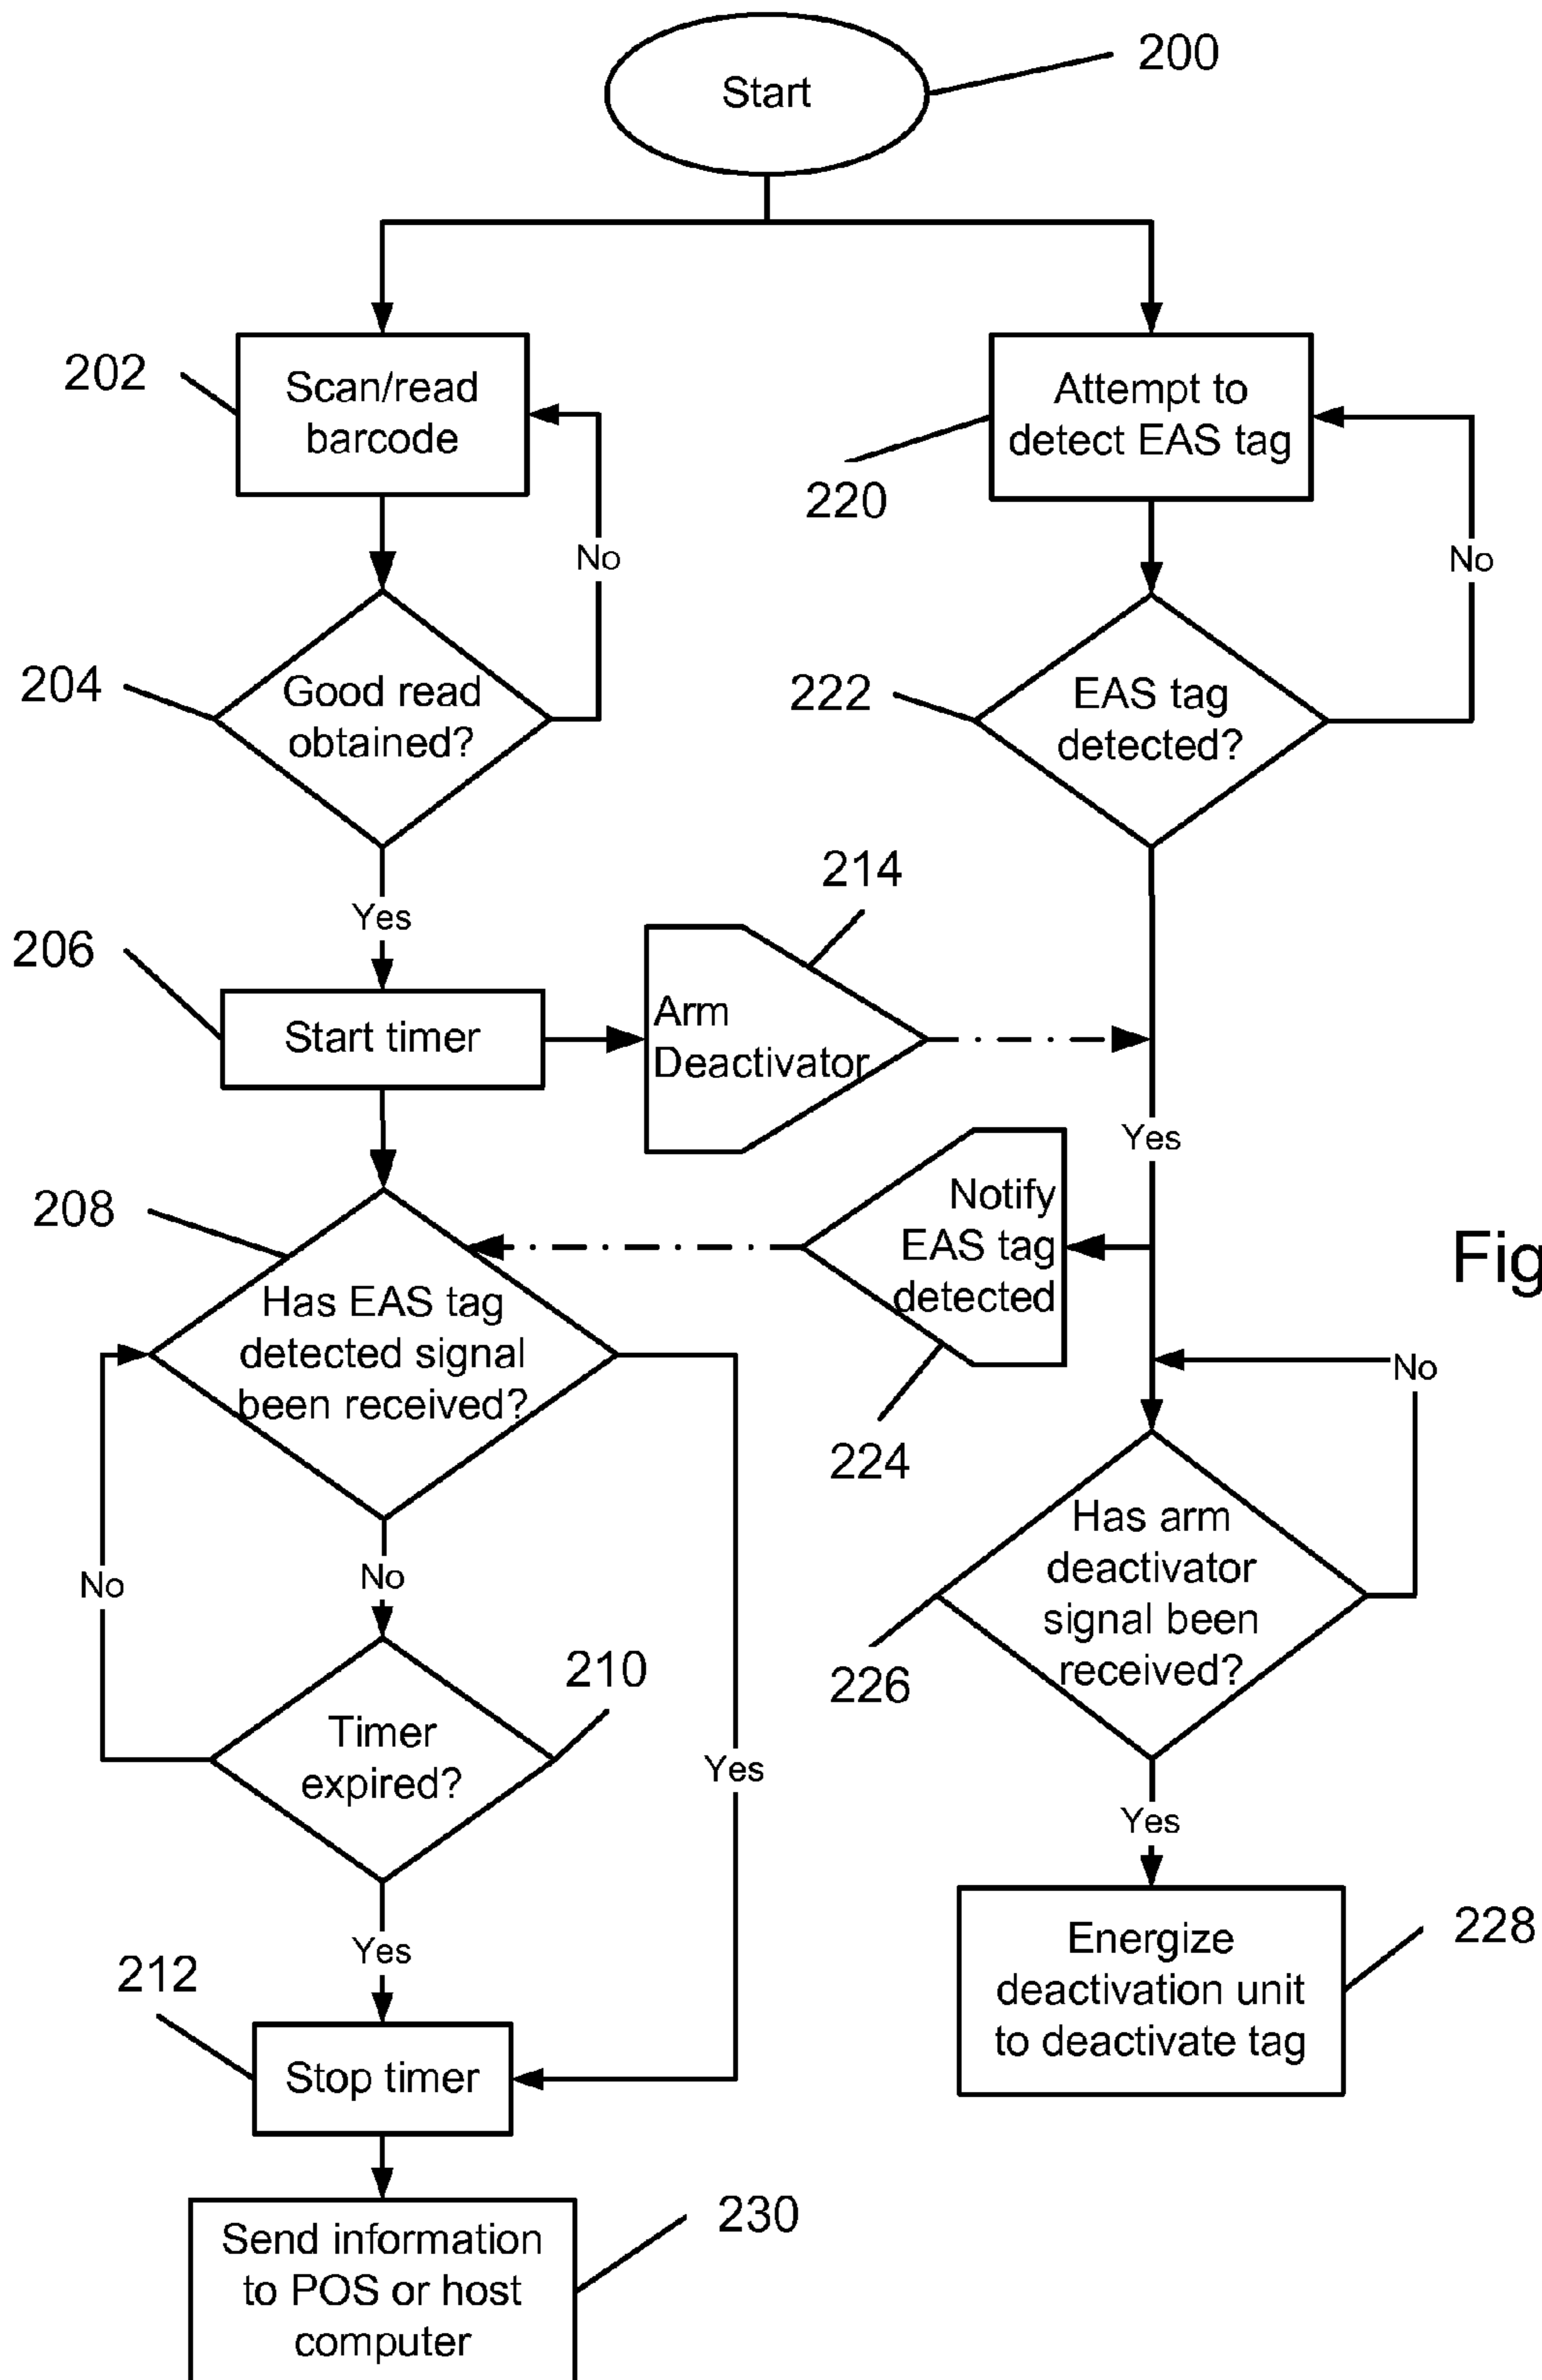 Start
200
202
Scan/read
barcode
Attempt to
detect EAS tag
220
No
No
204
Good read
obtained?
222
EAS tag
detected?
Yes
214
206
Start timer
Arm
Deactivator
Yes
208
Notify
EAS tag
detected
Fig
Has EAS tag
detected signal
been received?
No
224
No
No
Has arm
deactivator
signal been
received?
226
210
Timer
expired?
Yes
Yes
Yes
212
Energize
deactivation unit
to deactivate tag
228
Stop timer
230
Send information
to POS or host
computer